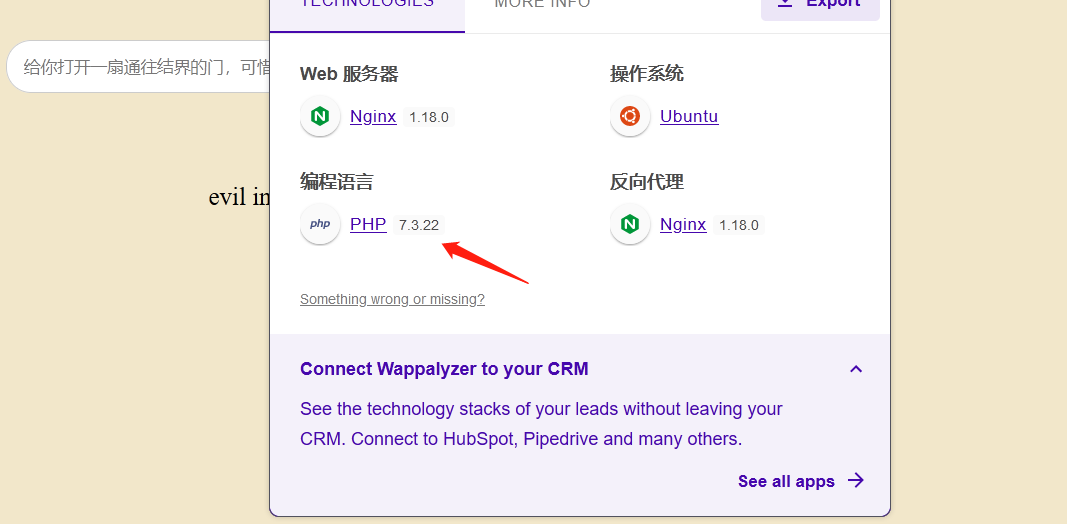 TECHNOLOGIES
MORE INFO
Export
给你打开一扇通往结界的门，可惜
Web 服务器
操作系统
Nginx 1.18.0
Ubuntu
evil in
编程语言
反向代理
php PHP 7.3.22
Nginx 1.18.0
Something wrong or missing?
Connect Wappalyzer to your CRM
See the technology stacks of your leads without leaving your
CRM. Connect to HubSpot, Pipedrive and many others.
See all apps